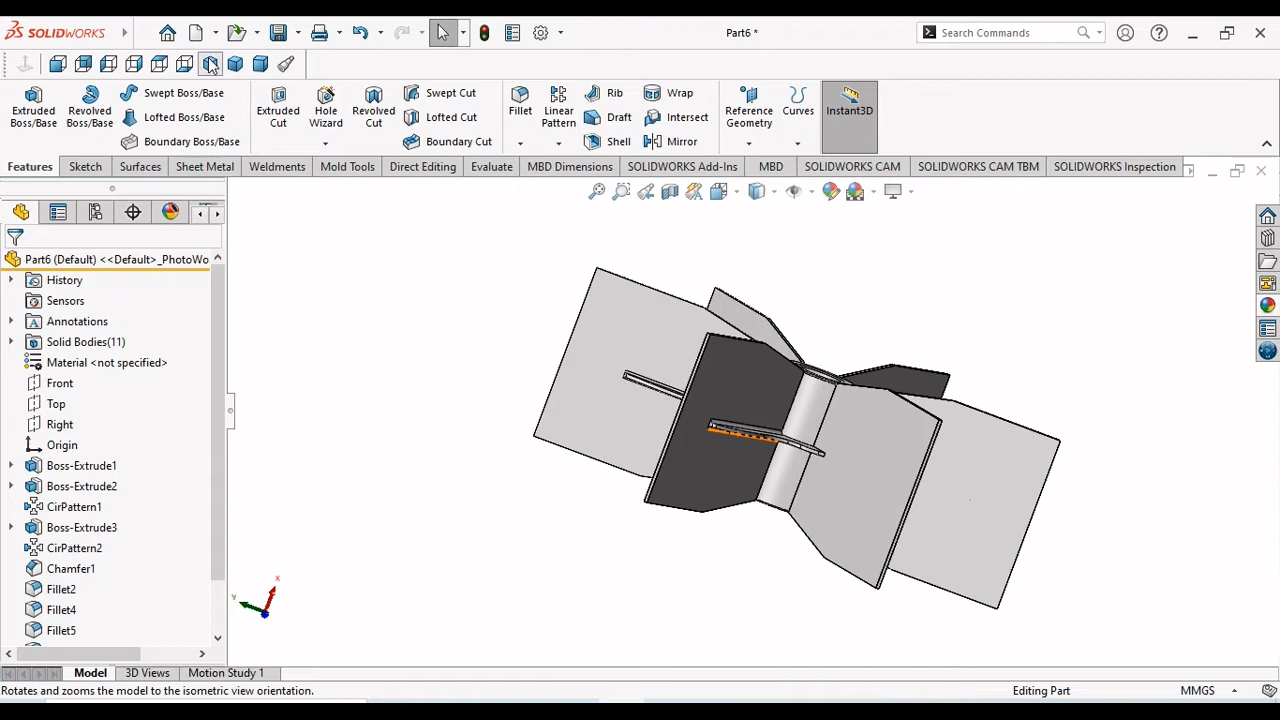 SOLIDWORKS
Part6 *
Search Commands
Extruded Boss/Base
Revolved Boss/Base
Swept Boss/Base
Lofted Boss/Base
Boundary Boss/Base
Extruded Cut
Hole Wizard
Revolved Cut
Swept Cut
Lofted Cut
Boundary Cut
Fillet
Linear Pattern
Rib
Draft
Shell
Wrap
Intersect
Mirror
Reference Geometry
Curves
Instant3D
Features Sketch Surfaces Sheet Metal Weldments Mold Tools Direct Editing Evaluate MBD Dimensions SOLIDWORKS Add-Ins MBD SOLIDWORKS CAM SOLIDWORKS CAM TBM SOLIDWORKS Inspection
Part6 (Default) <<Default>_PhotoWo
History
Sensors
Annotations
Solid Bodies(11)
Material <not specified>
Front
Top
Right
Origin
Boss-Extrude1
Boss-Extrude2
CirPattern1
Boss-Extrude3
CirPattern2
Chamfer1
Fillet2
Fillet4
Fillet5
X
Y
Model 3D Views Motion Study 1
Rotates and zooms the model to the isometric view orientation.
Editing Part
MMGS